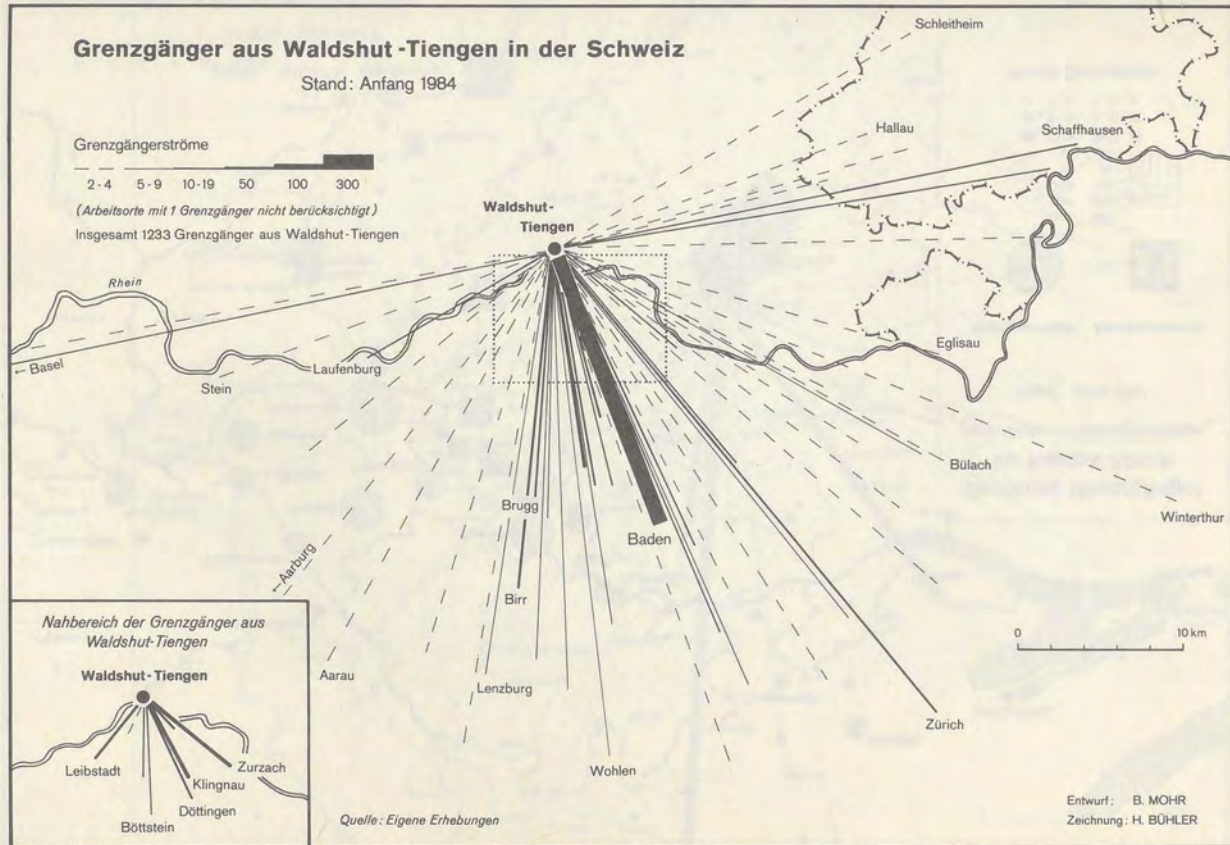 Grenzgänger aus Waldshut-Tiengen in der Schweiz
Stand: Anfang 1984
Grenzgängerströme
2-4 5-9 10-19 50 100 300
(Arbeitsorte mit 1 Grenzgänger nicht berücksichtigt)
Insgesamt 1233 Grenzgänger aus Waldshut-Tiengen
Schleitheim
Hallau
Schaffhausen
Waldshut-
Tiengen
Rhein
← Basel
Stein
Laufenburg
Eglisau
Bülach
Winterthur
Brugg
Baden
← Aarburg
Birr
Aarau
Lenzburg
Zürich
Wohlen
0 10 km
Nahbereich der Grenzgänger aus
Waldshut-Tiengen
Waldshut-Tiengen
Leibstadt
Zurzach
Klingnau
Döttingen
Böttstein
Quelle: Eigene Erhebungen
Entwurf: B. MOHR
Zeichnung: H. BÜHLER